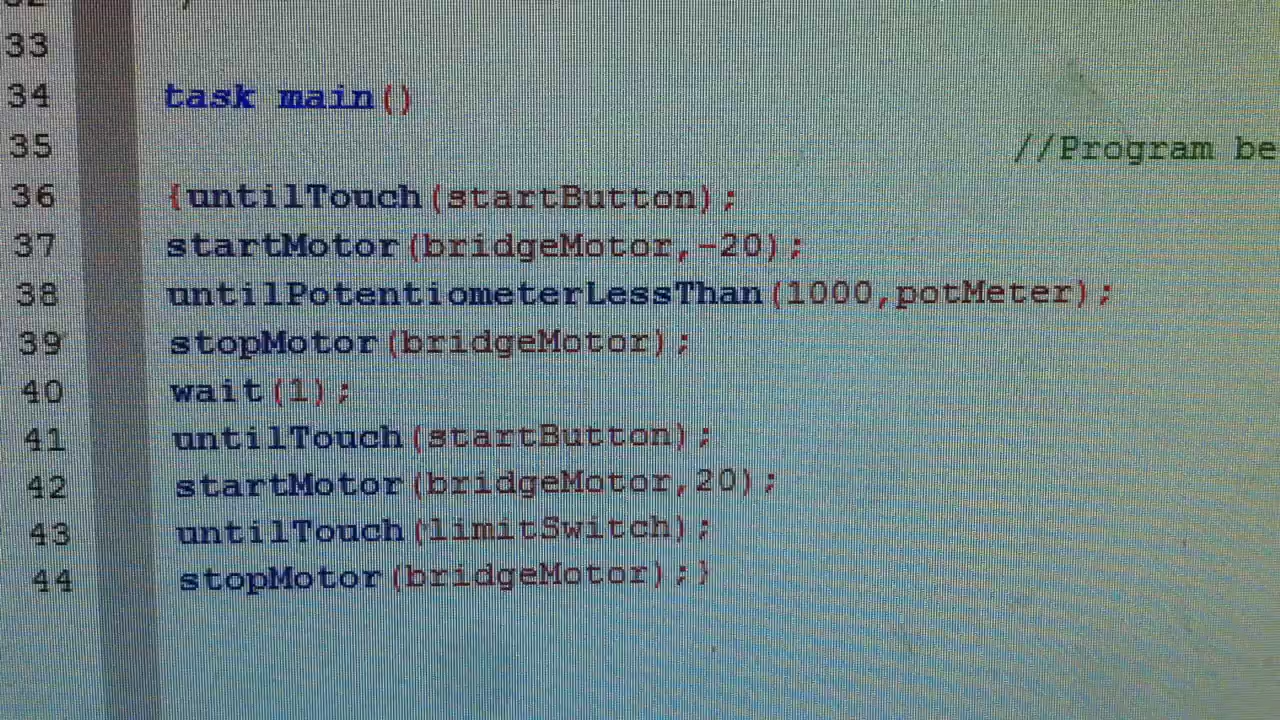 33
34 task main()
35 //Program be
36 {untilTouch(startButton);
37 startMotor(bridgeMotor,-20);
38 untilPotentiometerLessThan(1000,potMeter);
39 stopMotor(bridgeMotor);
40 wait(1);
41 untilTouch(startButton);
42 startMotor(bridgeMotor,20);
43 untilTouch(limitSwitch);
44 stopMotor(bridgeMotor);}